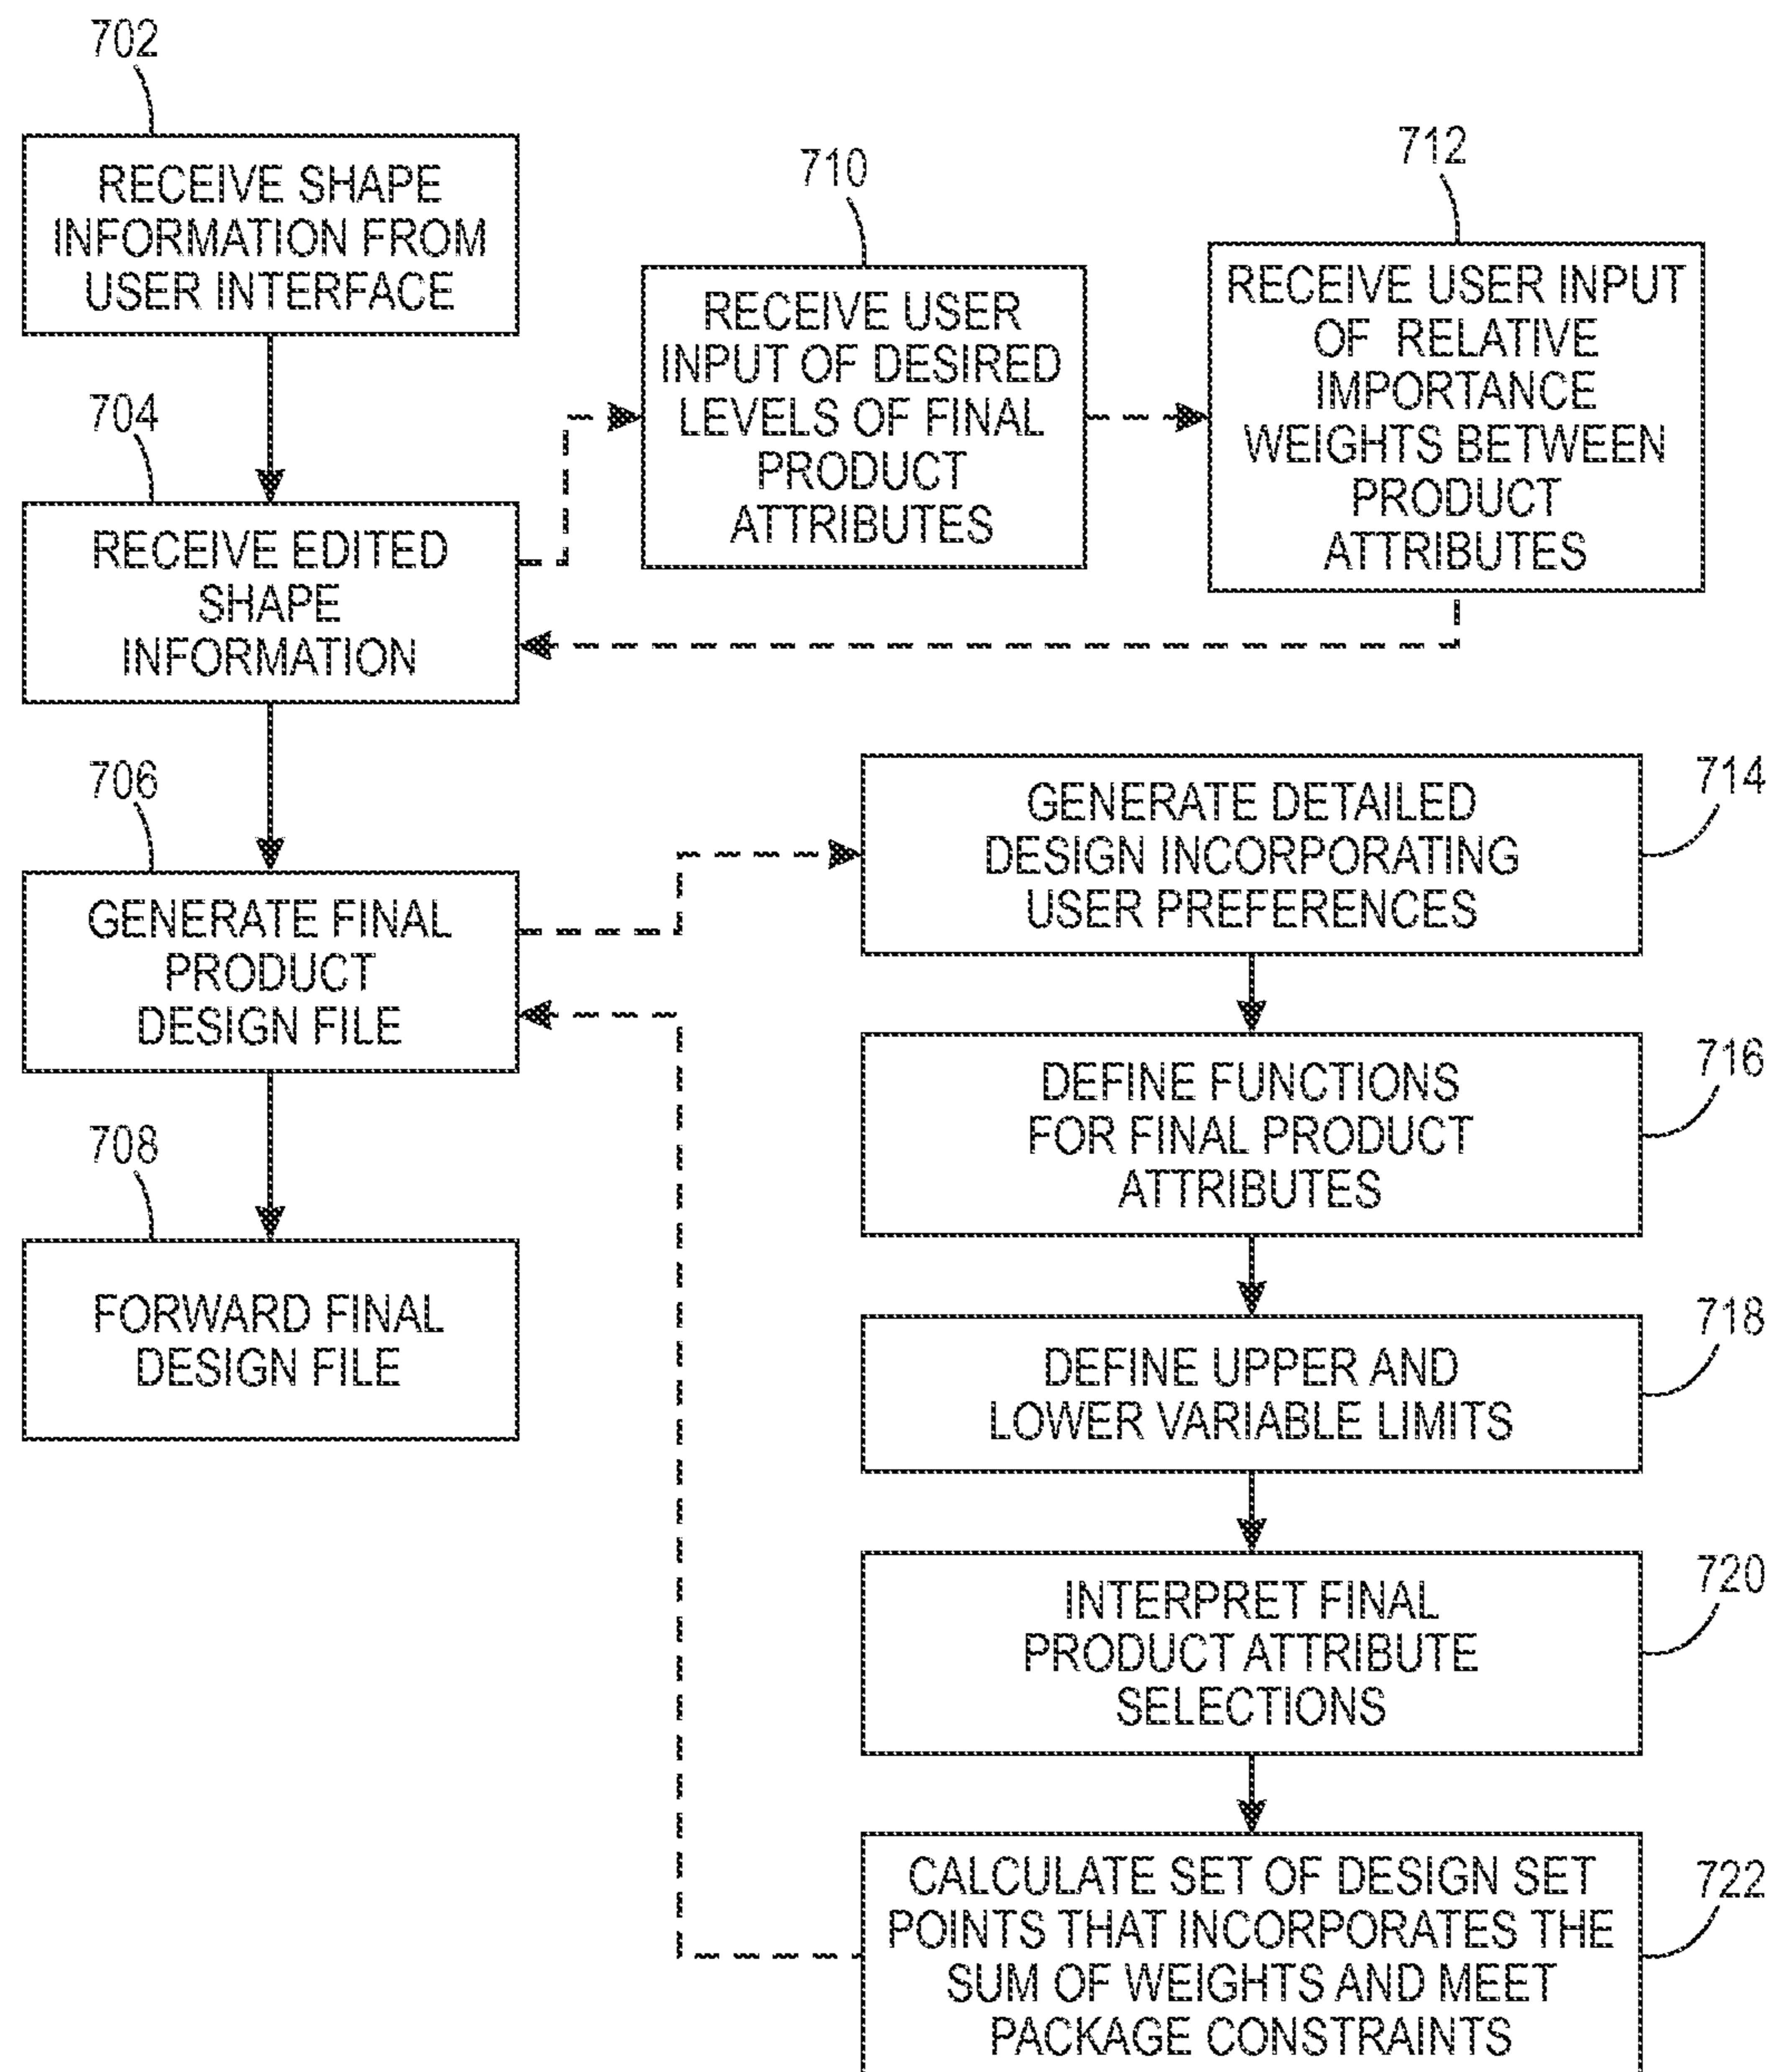 702
RECEIVE SHAPE
INFORMATION FROM
USER INTERFACE
710
RECEIVE USER
INPUT OF DESIRED
LEVELS OF FINAL
PRODUCT
ATTRIBUTES
712
RECEIVE USER INPUT
OF RELATIVE
IMPORTANCE
WEIGHTS BETWEEN
PRODUCT
ATTRIBUTES
704
RECEIVE EDITED
SHAPE
INFORMATION
706
GENERATE FINAL
PRODUCT
DESIGN FILE
708
FORWARD FINAL
DESIGN FILE
714
GENERATE DETAILED
DESIGN INCORPORATING
USER PREFERENCES
716
DEFINE FUNCTIONS
FOR FINAL PRODUCT
ATTRIBUTES
718
DEFINE UPPER AND
LOWER VARIABLE LIMITS
720
INTERPRET FINAL
PRODUCT ATTRIBUTE
SELECTIONS
722
CALCULATE SET OF DESIGN SET
POINTS THAT INCORPORATES THE
SUM OF WEIGHTS AND MEET
PACKAGE CONSTRAINTS